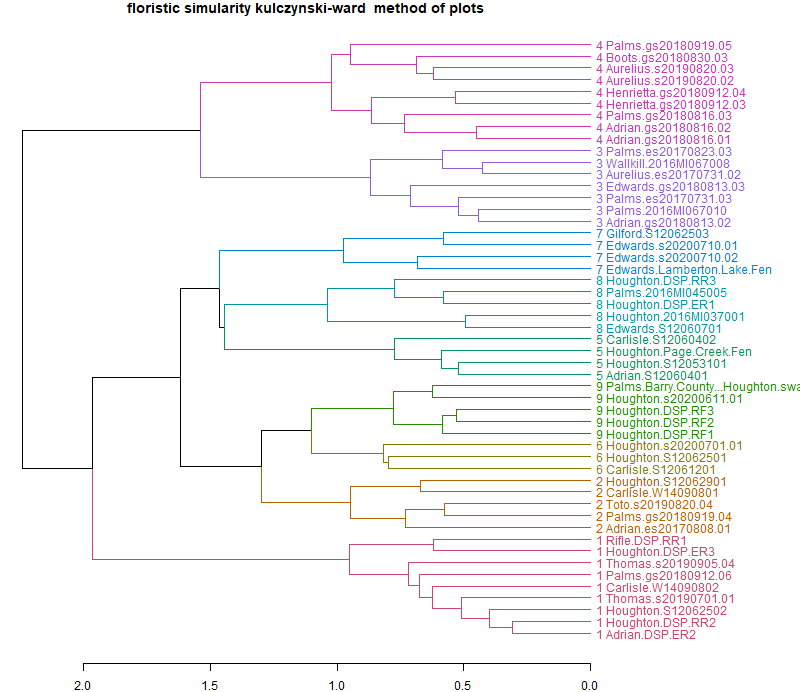 floristic simularity kulczynski-ward method of plots
4 Palms.gs20180919.05
4 Boots.gs20180830.03
4 Aurelius.s20190820.03
4 Aurelius.s20190820.02
4 Henrietta.gs20180912.04
4 Henrietta.gs20180912.03
4 Palms.gs20180816.03
4 Adrian.gs20180816.02
4 Adrian.gs20180816.01
3 Palms.es20170823.03
3 Wallkill.2016MI067008
3 Aurelius.es20170731.02
3 Edwards.gs20180813.03
3 Palms.es20170731.03
3 Palms.2016MI067010
3 Adrian.gs20180813.02
7 Gilford.S12062503
7 Edwards.s20200710.01
7 Edwards.s20200710.02
7 Edwards.Lamberton.Lake.Fen
8 Houghton.DSP.RR3
8 Palms.2016MI045005
8 Houghton.DSP.ER1
8 Houghton.2016MI037001
8 Edwards.S12060701
5 Carlisle.S12060402
5 Houghton.Page.Creek.Fen
5 Houghton.S12053101
5 Adrian.S12060401
9 Palms.Barry.County...Houghton.swa
9 Houghton.s20200611.01
9 Houghton.DSP.RF3
9 Houghton.DSP.RF2
9 Houghton.DSP.RF1
6 Houghton.s20200701.01
6 Houghton.S12062501
6 Carlisle.S12061201
2 Houghton.S12062901
2 Carlisle.W14090801
2 Toto.s20190820.04
2 Palms.gs20180919.04
2 Adrian.es20170808.01
1 Rifle.DSP.RR1
1 Houghton.DSP.ER3
1 Thomas.s20190905.04
1 Palms.gs20180912.06
1 Carlisle.W14090802
1 Thomas.s20190701.01
1 Houghton.S12062502
1 Houghton.DSP.RR2
1 Adrian.DSP.ER2
2.0 1.5 1.0 0.5 0.0